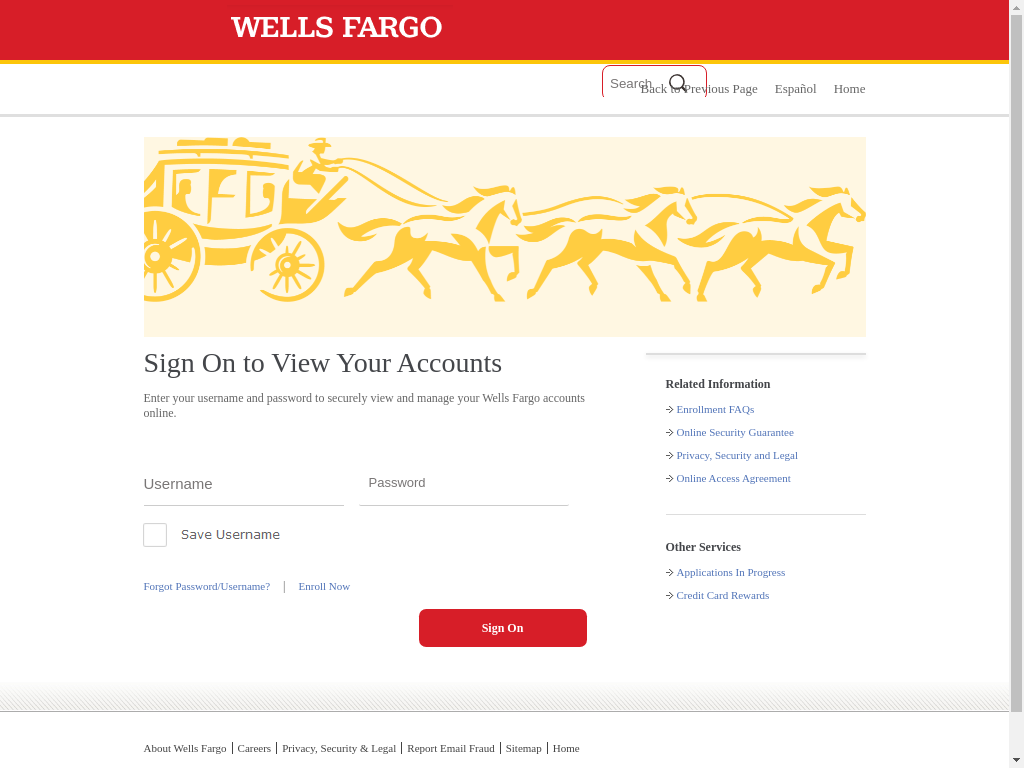 WELLS FARGO
Search
Back to Previous Page Español Home
Sign On to View Your Accounts
Enter your username and password to securely view and manage your Wells Fargo accounts
online.
Username
Password
Save Username
Forgot Password/Username? | Enroll Now
Sign On
Related Information
Enrollment FAQs
Online Security Guarantee
Privacy, Security and Legal
Online Access Agreement
Other Services
Applications In Progress
Credit Card Rewards
About Wells Fargo | Careers | Privacy, Security & Legal | Report Email Fraud | Sitemap | Home